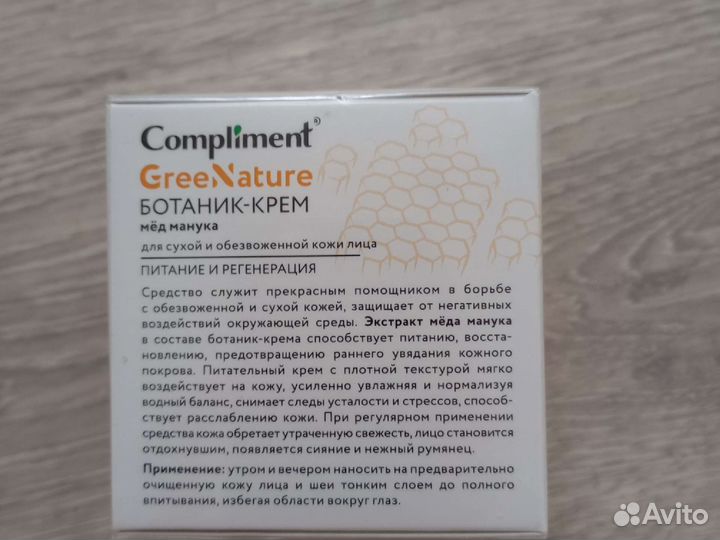 Compliment®
GreeNature
БОТАНИК-КРЕМ
мёд манука
для сухой и обезвоженной кожи лица
ПИТАНИЕ И РЕГЕНЕРАЦИЯ
Средство служит прекрасным помощником в борьбе
с обезвоженной и сухой кожей, защищает от негативных
воздействий окружающей среды. Экстракт мёда манука
в составе ботаник-крема способствует питанию, восста-
новлению, предотвращению раннего увядания кожного
покрова. Питательный крем с плотной текстурой мягко
воздействует на кожу, усиленно увлажняя и нормализуя
водный баланс, снимает следы усталости и стрессов, способ-
ствует расслаблению кожи. При регулярном применении
средства кожа обретает утраченную свежесть, лицо становится
отдохнувшим, появляется сияние и нежный румянец.
Применение: утром и вечером наносить на предварительно
очищенную кожу лица и шеи тонким слоем до полного
впитывания, избегая области вокруг глаз.
Avito